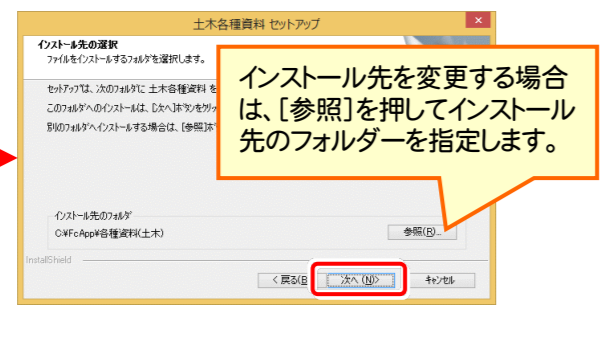 土木各種資料 セットアップ
インストール先の選択
ファイルをインストールするフォルダを選択します。
インストール先を変更する場合
は、［参照］を押してインストール
先のフォルダーを指定します。
セットアップは、次のフォルダに 土木各種資料 を
このフォルダへのインストールは、[次へ]ボタンをクリッ
別のフォルダへインストールする場合は、[参照]ボ
インストール先のフォルダ
C:¥FcApp¥各種資料(土木)
参照(R)...
InstallShield
< 戻る(B
次へ (N)>
キャンセル